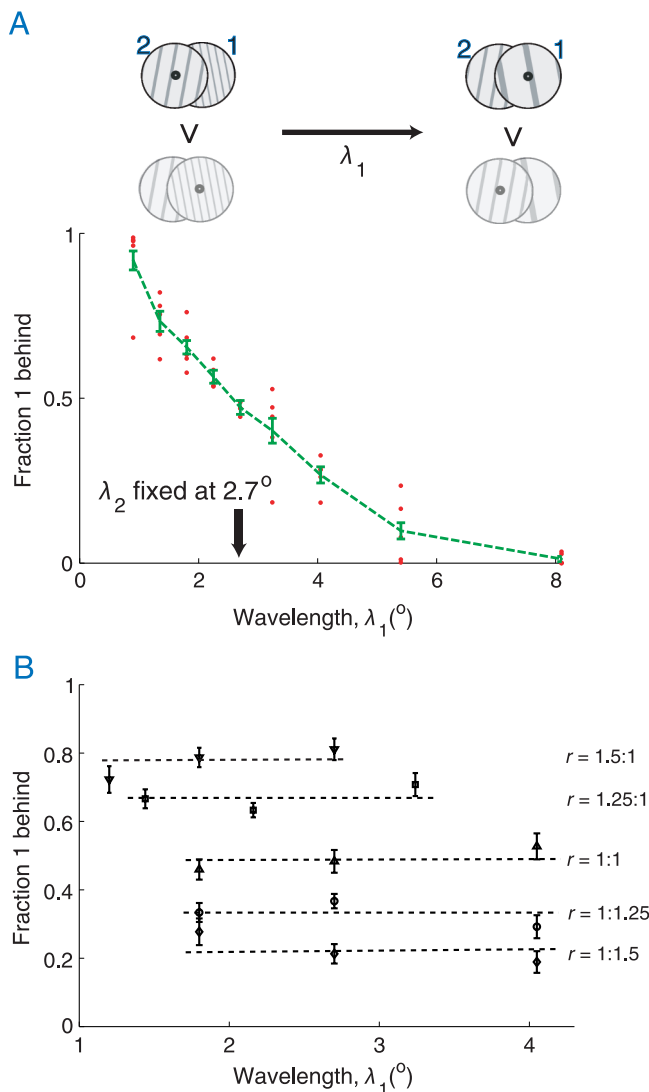 A
2 1
2 1
V
V
λ1
1
0.5
0
Fraction 1 behind
λ2 fixed at 2.7o
0 2 4 6 8
Wavelength, λ1(o)
B
1
0.8
0.6
0.4
0.2
0
Fraction 1 behind
r = 1.5:1
r = 1.25:1
r = 1:1
r = 1:1.25
r = 1:1.5
1 2 3 4
Wavelength, λ1(o)